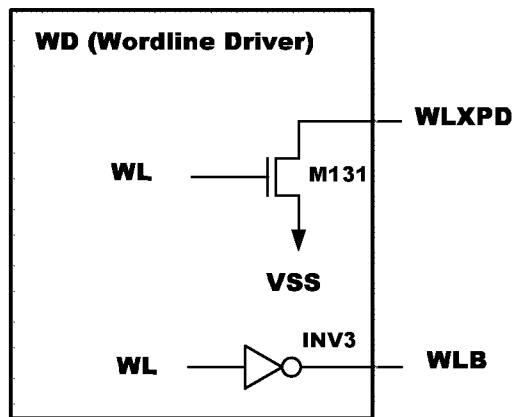 WD (Wordline Driver)
WLXPD
WL
M131
VSS
INV3
WL
WLB